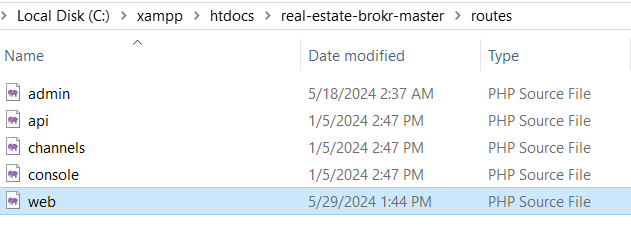 Local Disk (C:) > xampp > htdocs > real-estate-brokr-master > routes
Name Date modified Type
admin 5/18/2024 2:37 AM PHP Source File
api 1/5/2024 2:47 PM PHP Source File
channels 1/5/2024 2:47 PM PHP Source File
console 1/5/2024 2:47 PM PHP Source File
web 5/29/2024 1:44 PM PHP Source File